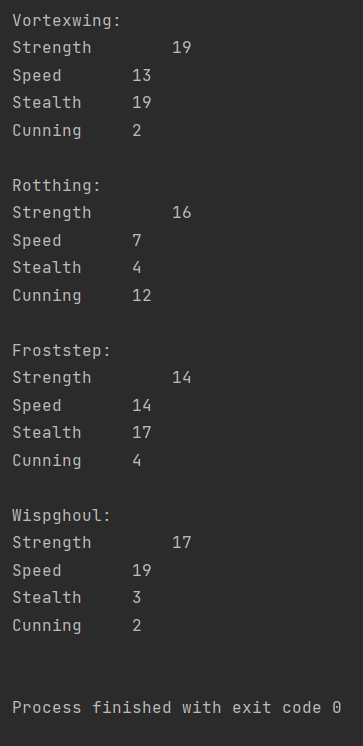 Vortexwing:
Strength	19
Speed	13
Stealth	19
Cunning	2
Rotthing:
Strength	16
Speed	7
Stealth	4
Cunning	12
Froststep:
Strength	14
Speed	14
Stealth	17
Cunning	4
Wispghoul:
Strength	17
Speed	19
Stealth	3
Cunning	2
Process finished with exit code 0